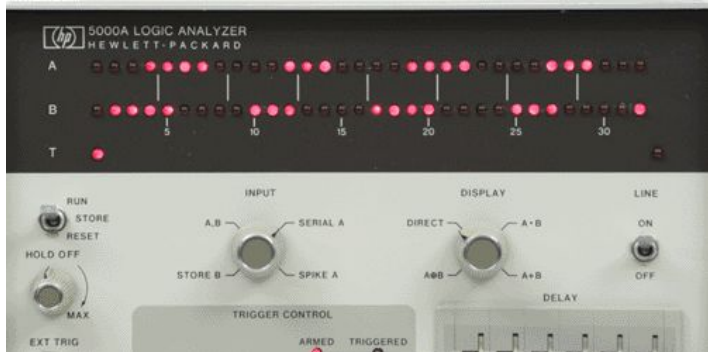 hp 5000A LOGIC ANALYZER
HEWLETT-PACKARD
A
B
5 10 15 20 25 30
T
RUN
STORE
RESET
HOLD OFF
MAX
EXT TRIG
INPUT
A,B SERIAL A
STORE B SPIKE A
DISPLAY
DIRECT A·B
A⊕B A+B
LINE
ON
OFF
TRIGGER CONTROL
ARMED TRIGGERED
DELAY